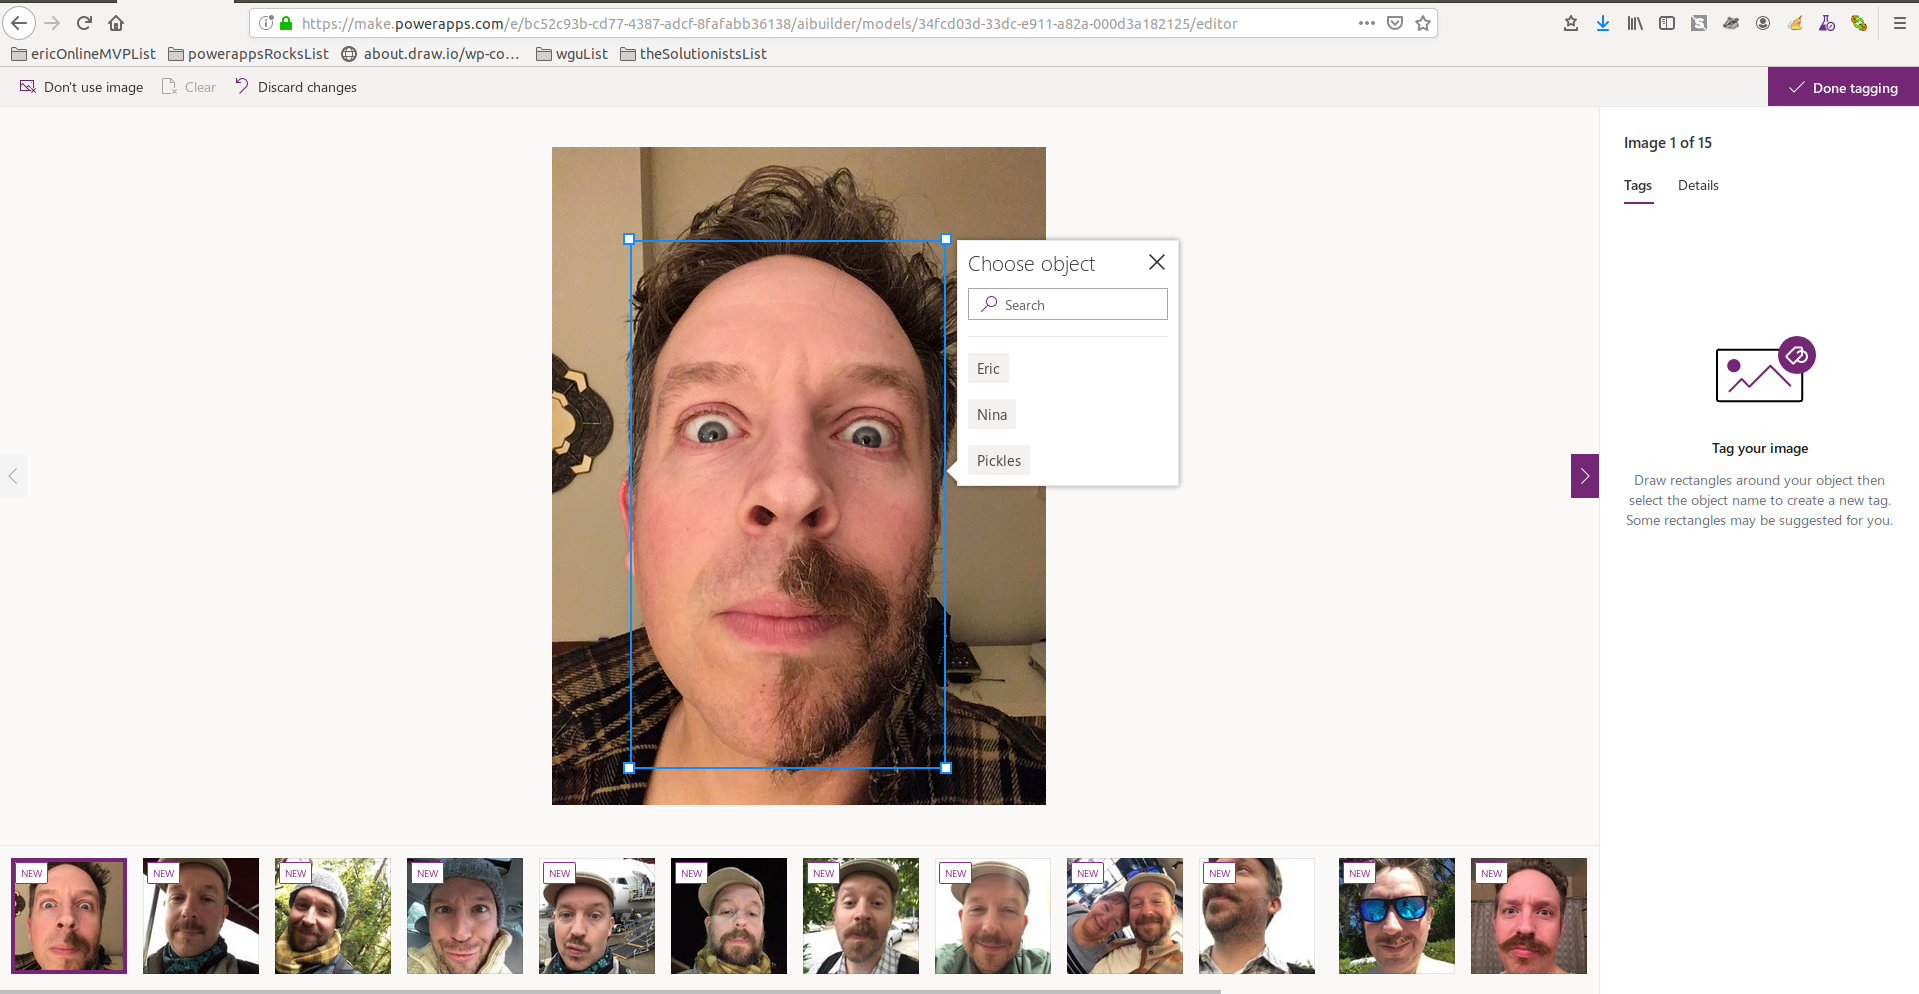 https://make.powerapps.com/e/bc52c93b-cd77-4387-adcf-8fafabb36138/aibuilder/models/34fcd03d-33dc-e911-a82a-000d3a182125/editor
ericOnlineMVPList powerappsRocksList about.draw.io/wp-co... wguList theSolutionistsList
Don't use image Clear Discard changes Done tagging
Image 1 of 15
Tags Details
Choose object
Search
Eric
Nina
Pickles
Tag your image
Draw rectangles around your object then
select the object name to create a new tag.
Some rectangles may be suggested for you.
NEW NEW NEW NEW NEW NEW NEW NEW NEW NEW NEW NEW